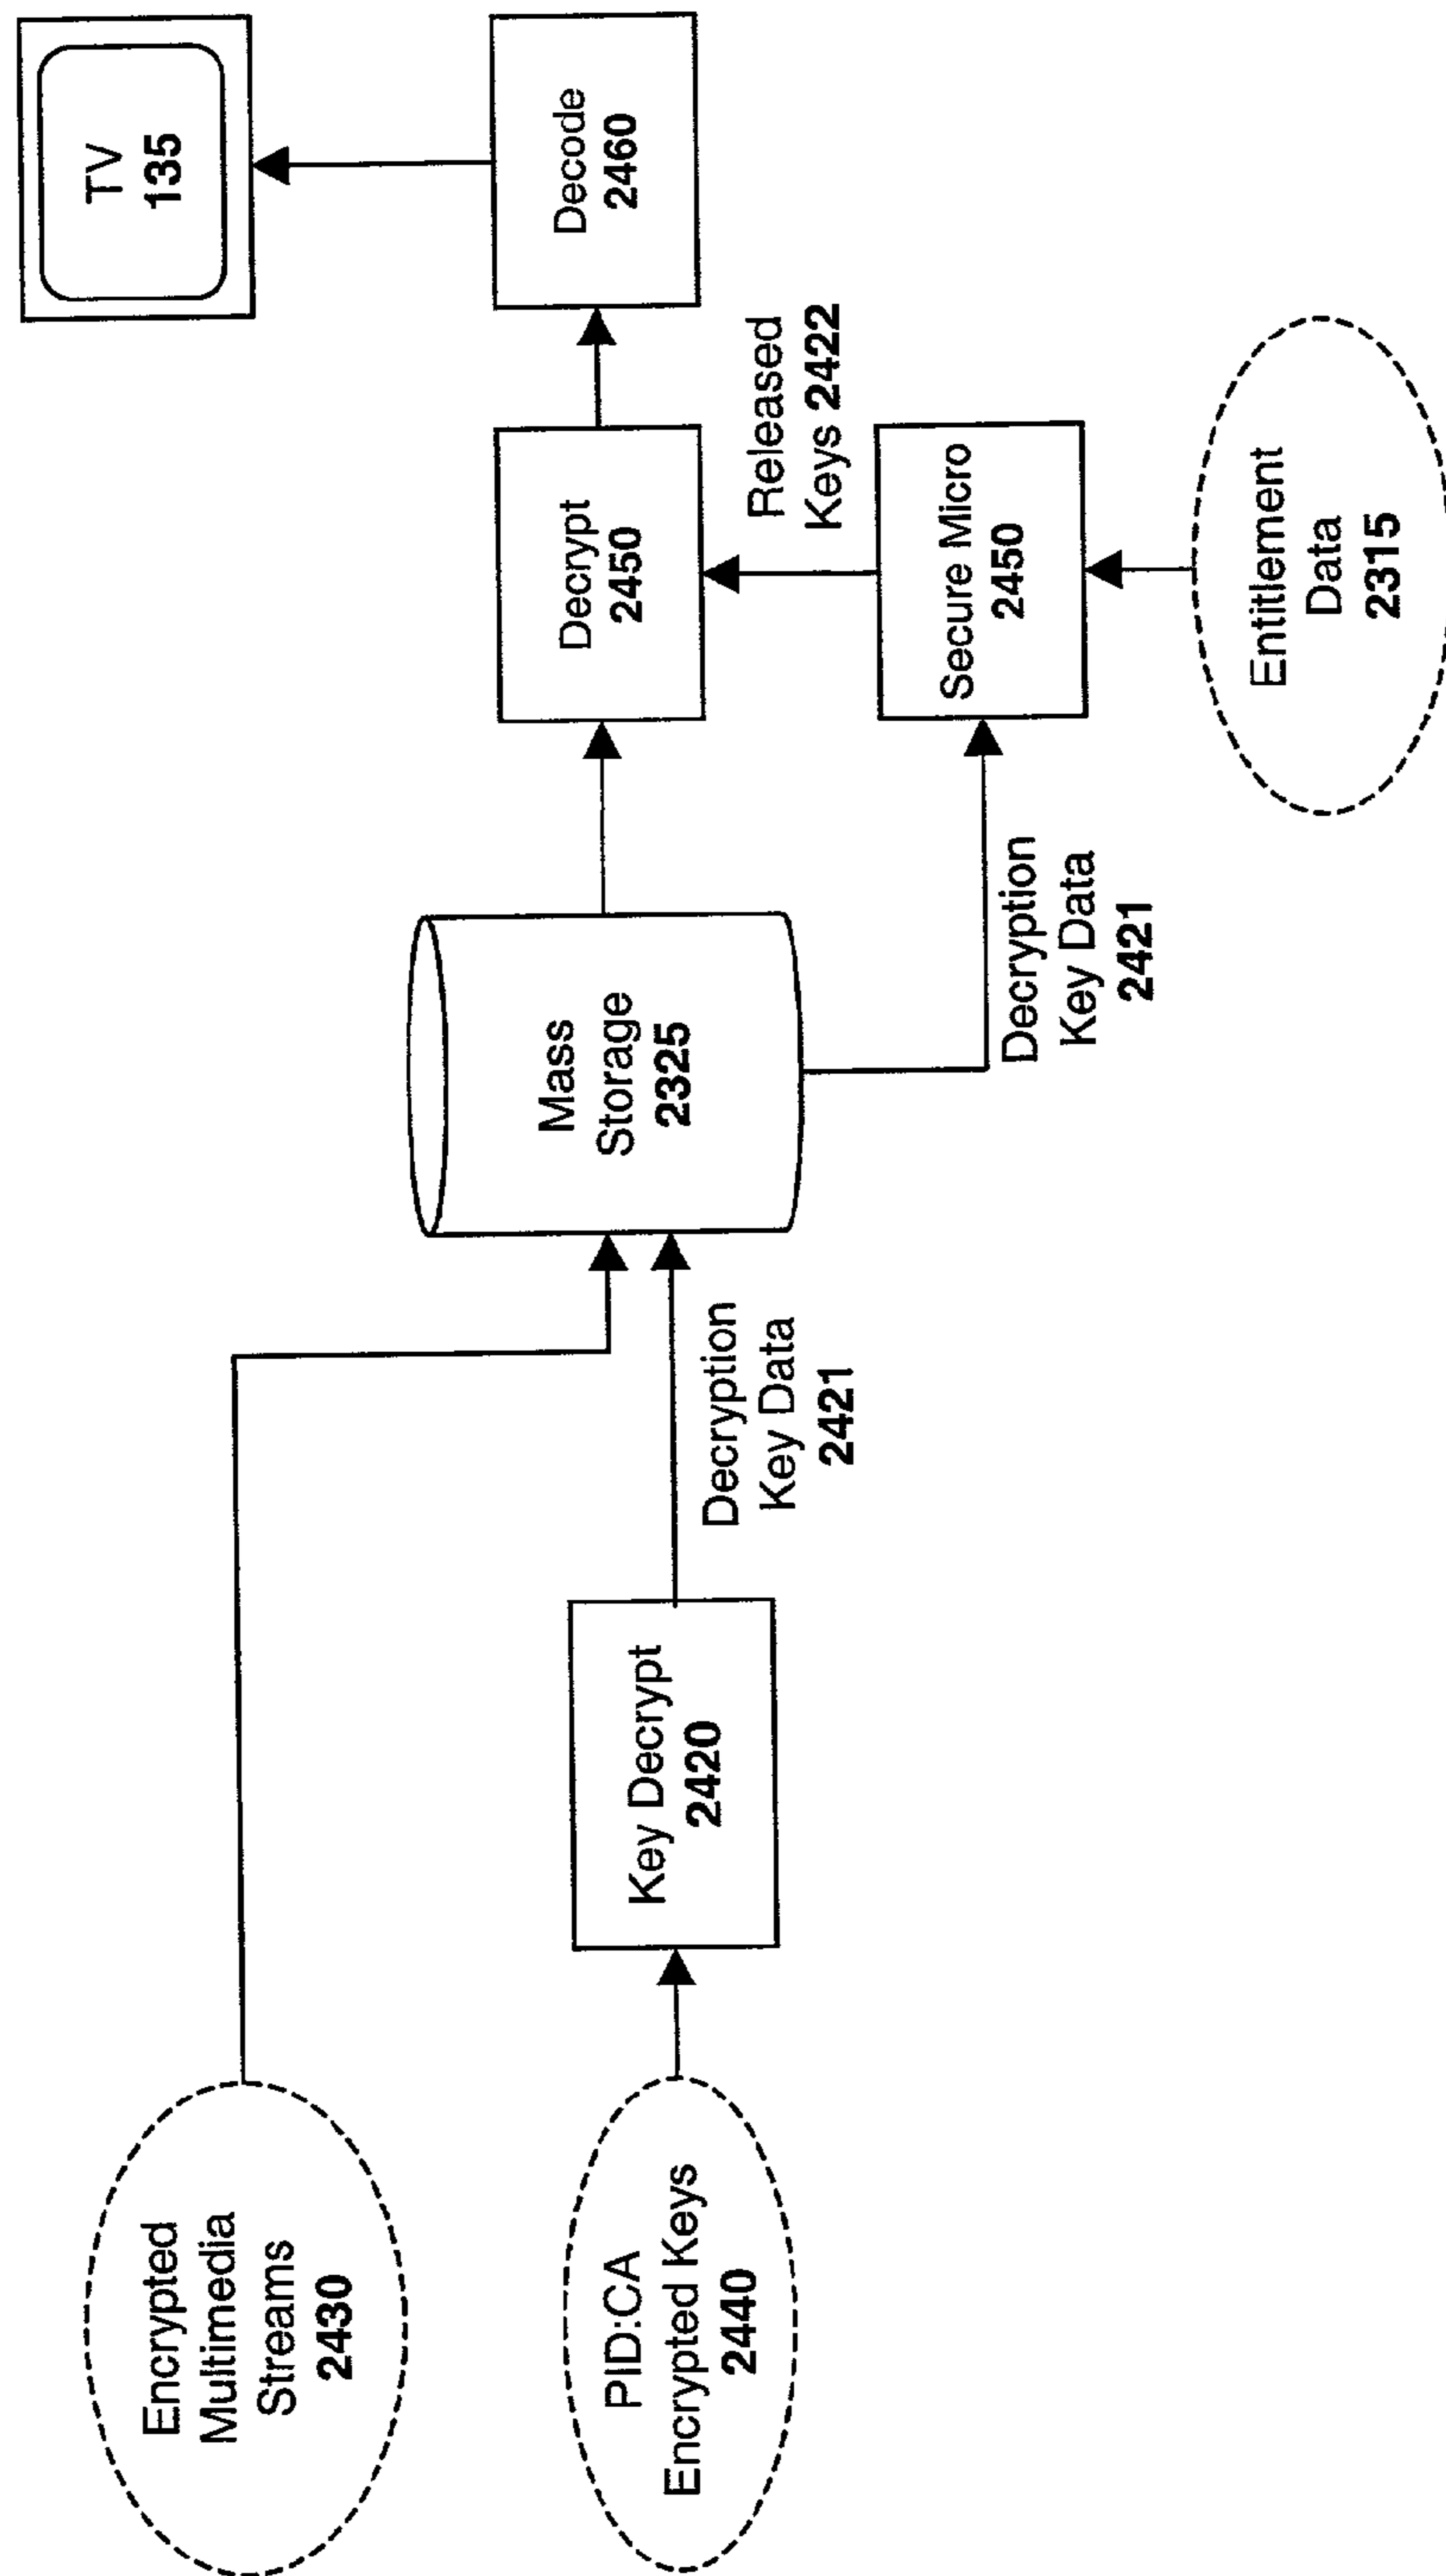 Encrypted
Multimedia
Streams
2430
PID:CA
Encrypted Keys
2440
Key Decrypt
2420
Decryption
Key Data
2421
Mass
Storage
2325
Decryption
Key Data
2421
Decrypt
2450
Released
Keys 2422
Secure Micro
2450
Entitlement
Data
2315
Decode
2460
TV
135